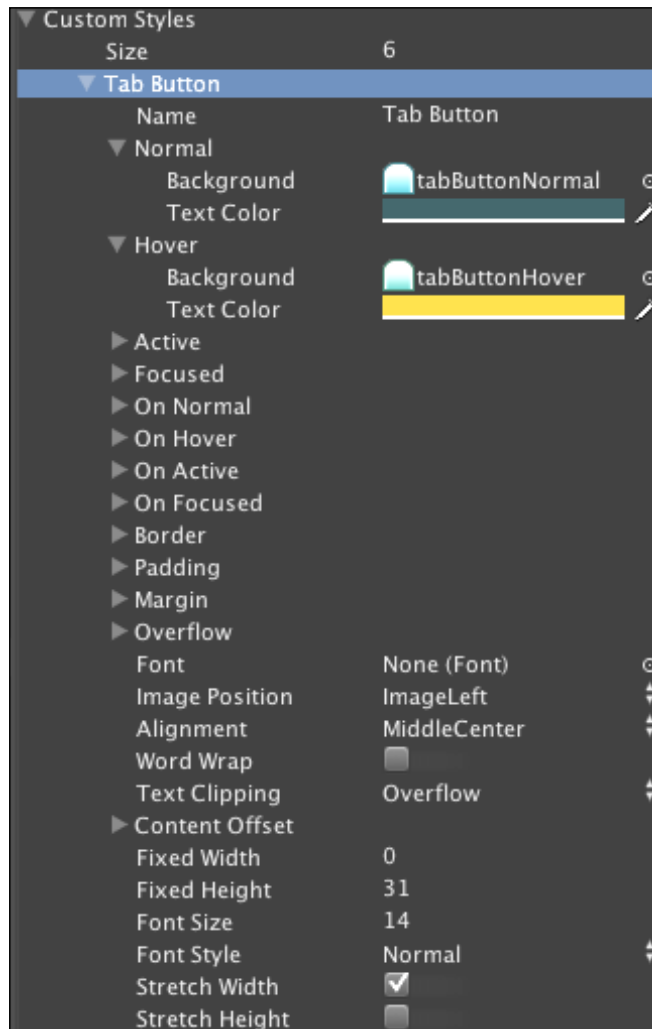 Custom Styles
Size 6
Tab Button
Name Tab Button
Normal
Background tabButtonNormal
Text Color
Hover
Background tabButtonHover
Text Color
Active
Focused
On Normal
On Hover
On Active
On Focused
Border
Padding
Margin
Overflow
Font None (Font)
Image Position ImageLeft
Alignment MiddleCenter
Word Wrap
Text Clipping Overflow
Content Offset
Fixed Width 0
Fixed Height 31
Font Size 14
Font Style Normal
Stretch Width
Stretch Height